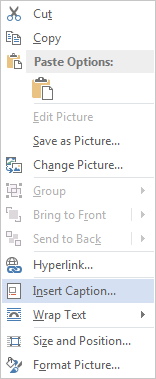 Cut
Copy
Paste Options:
Edit Picture
Save as Picture...
Change Picture...
Group
Bring to Front
Send to Back
Hyperlink...
Insert Caption...
Wrap Text
Size and Position...
Format Picture...